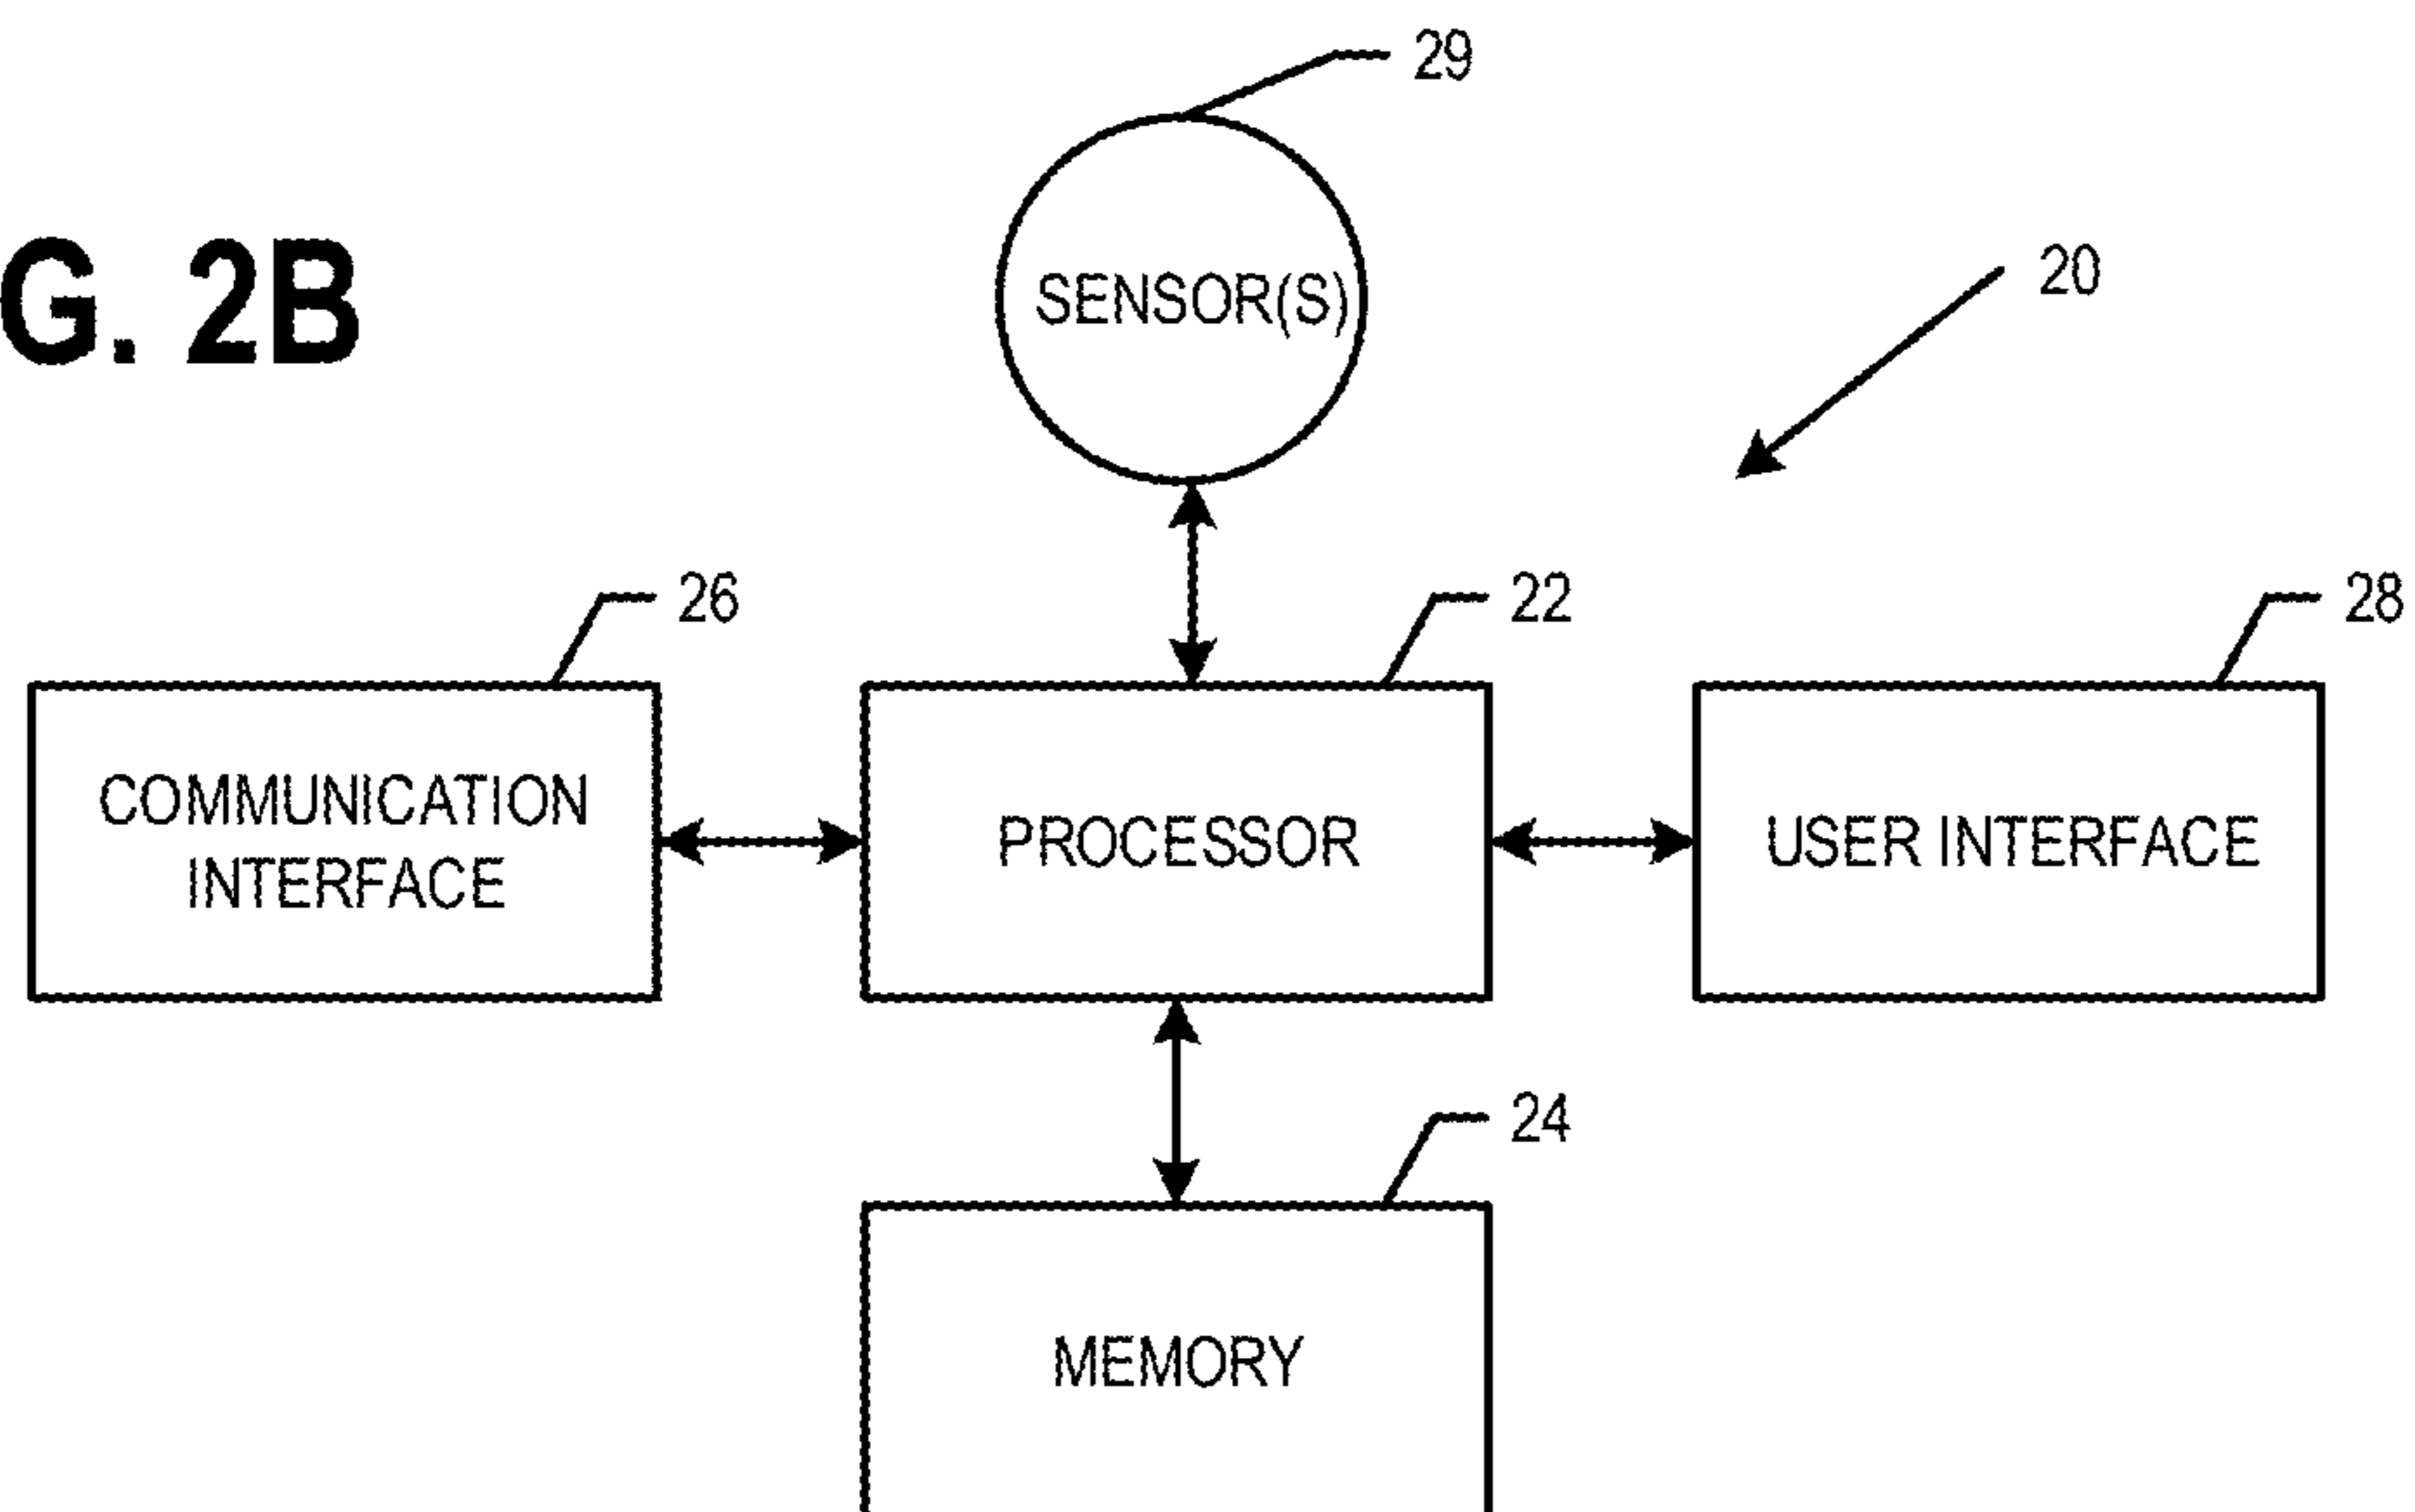 29
G. 2B
SENSOR(S)
20
26
22
28
COMMUNICATION
INTERFACE
PROCESSOR
USER INTERFACE
24
MEMORY